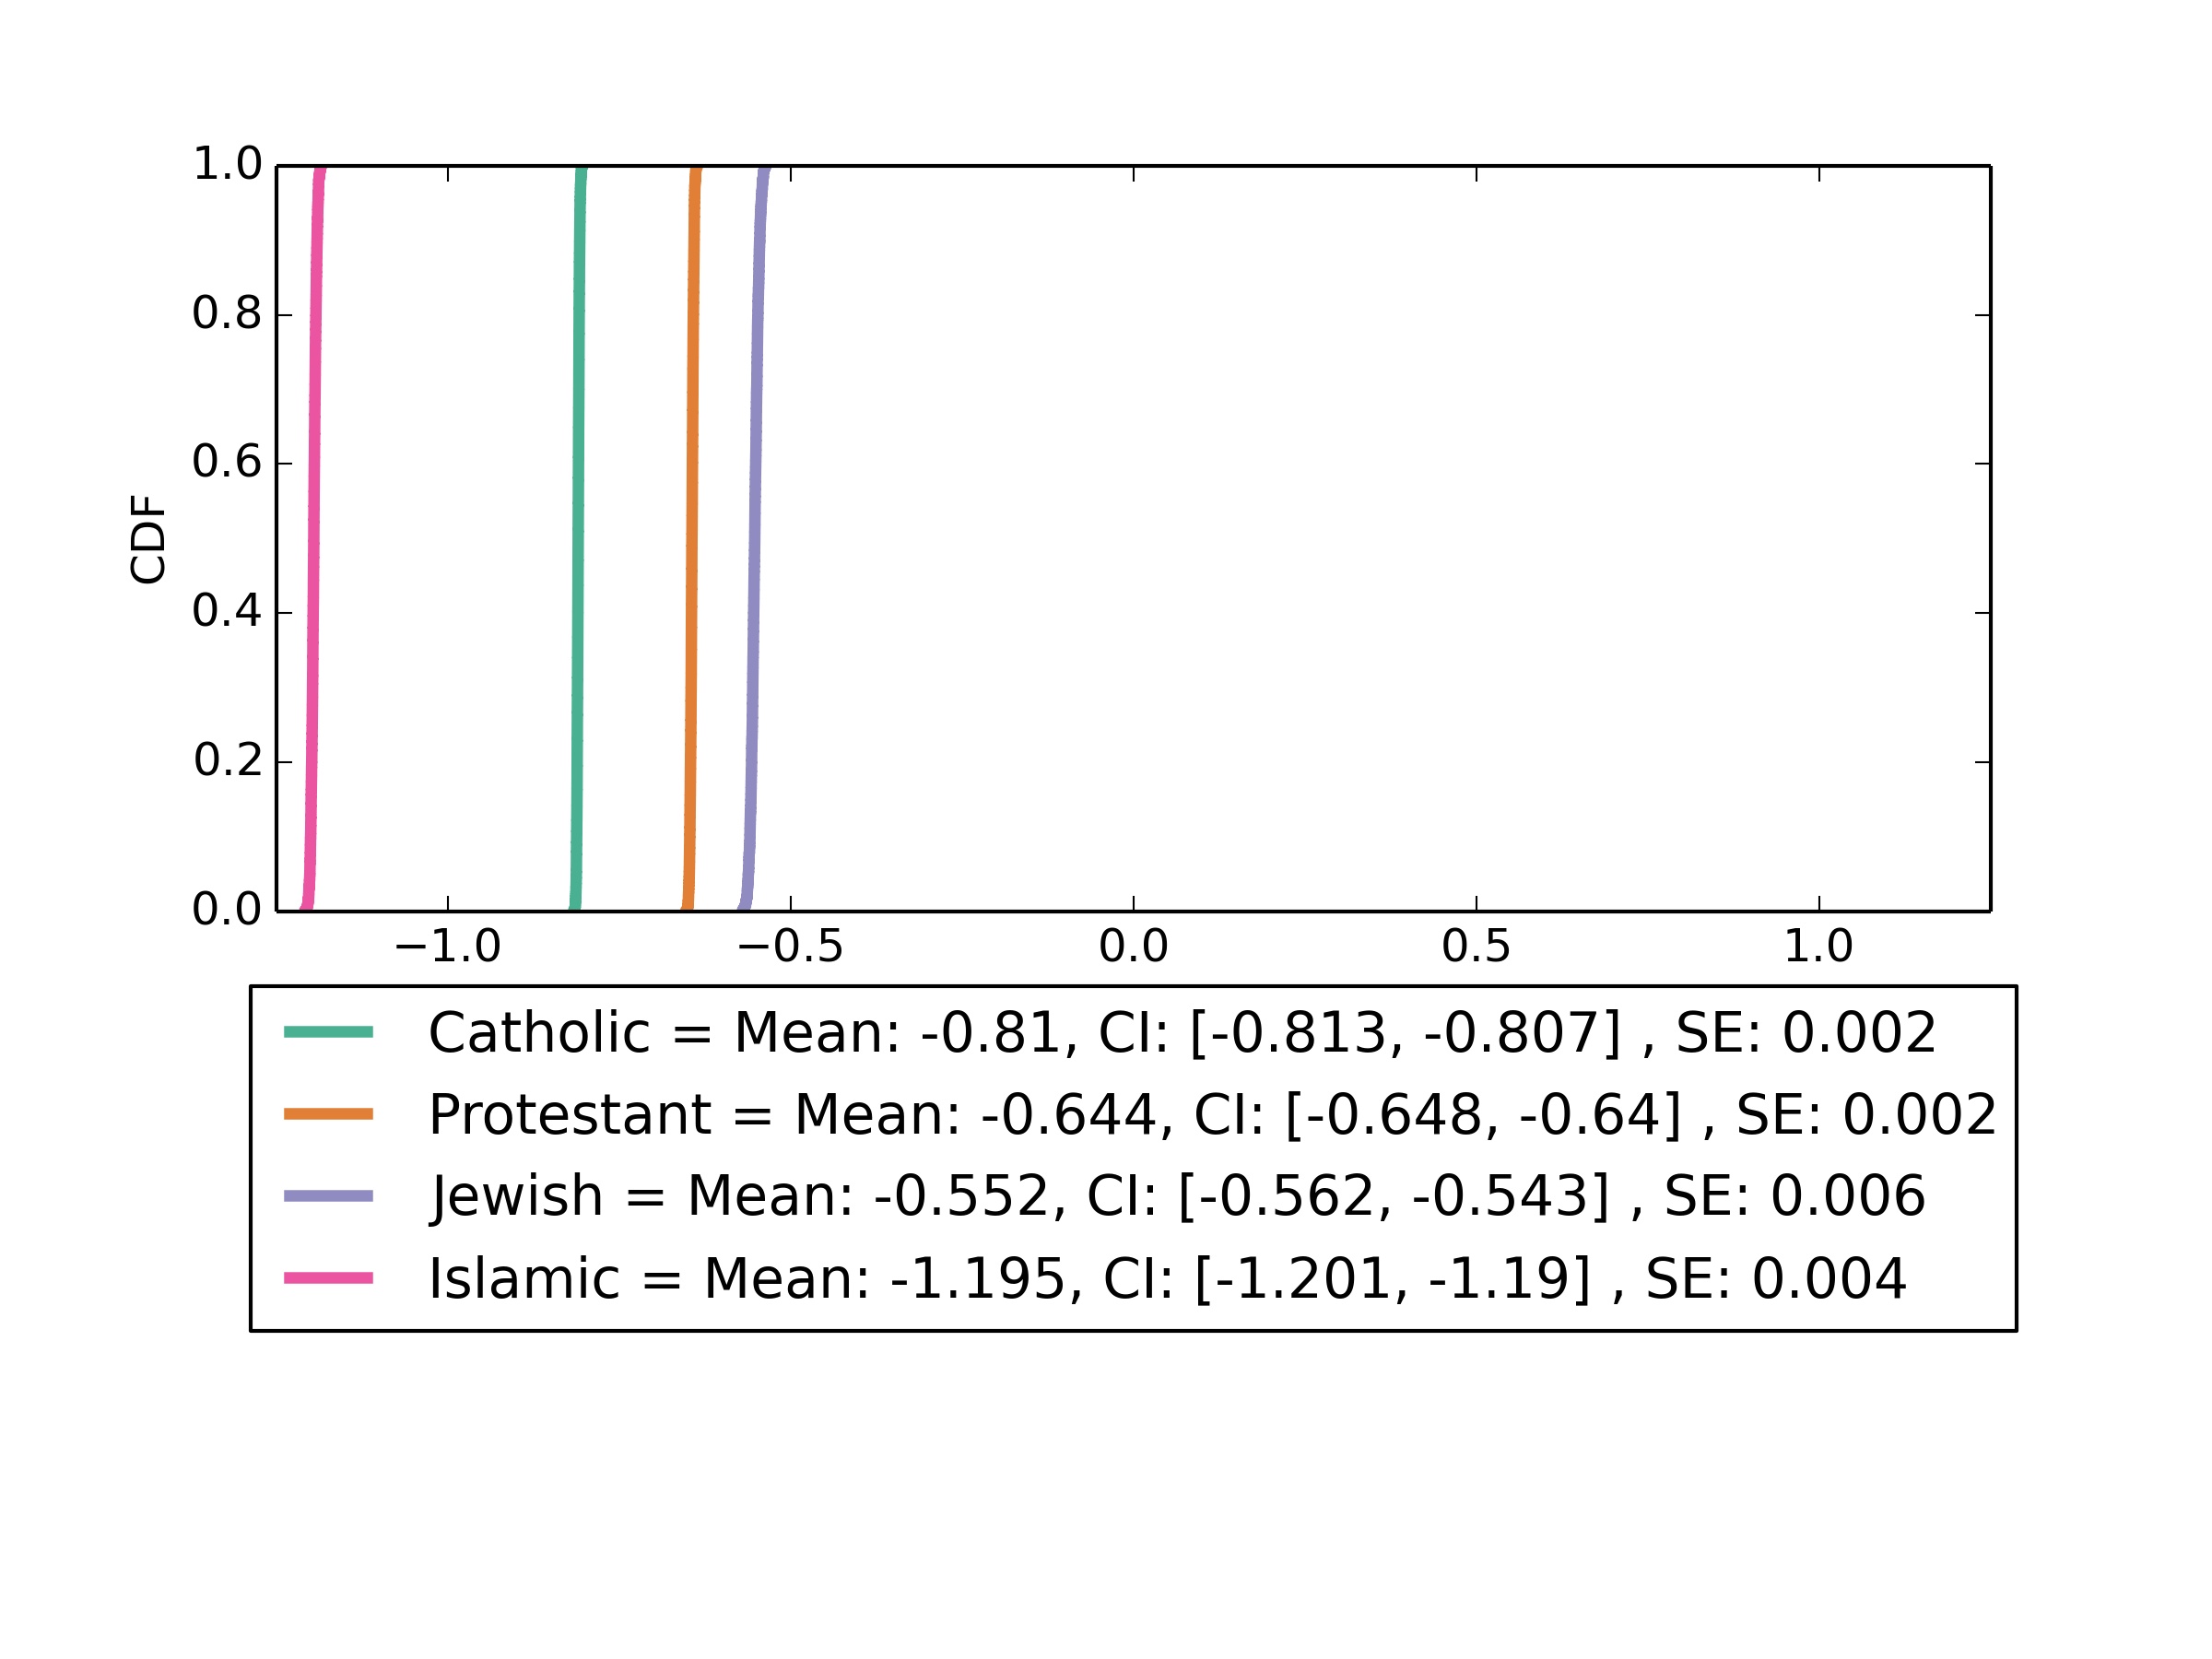 1.0
0.8
0.6
0.4
0.2
0.0
CDF
−1.0 −0.5 0.0 0.5 1.0
Catholic = Mean: -0.81, CI: [-0.813, -0.807] , SE: 0.002
Protestant = Mean: -0.644, CI: [-0.648, -0.64] , SE: 0.002
Jewish = Mean: -0.552, CI: [-0.562, -0.543] , SE: 0.006
Islamic = Mean: -1.195, CI: [-1.201, -1.19] , SE: 0.004